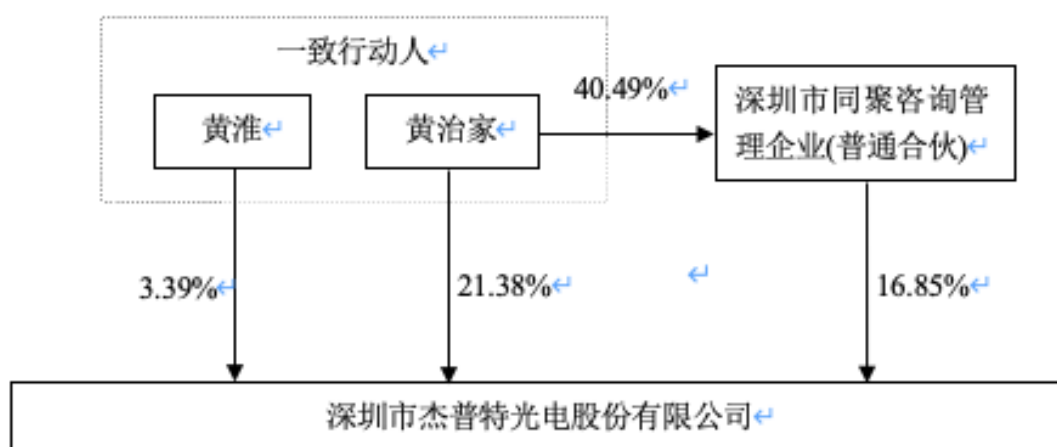 一致行动人
40.49%
黄淮
黄治家
深圳市同聚咨询管
理企业(普通合伙)
3.39%
21.38%
16.85%
深圳市杰普特光电股份有限公司